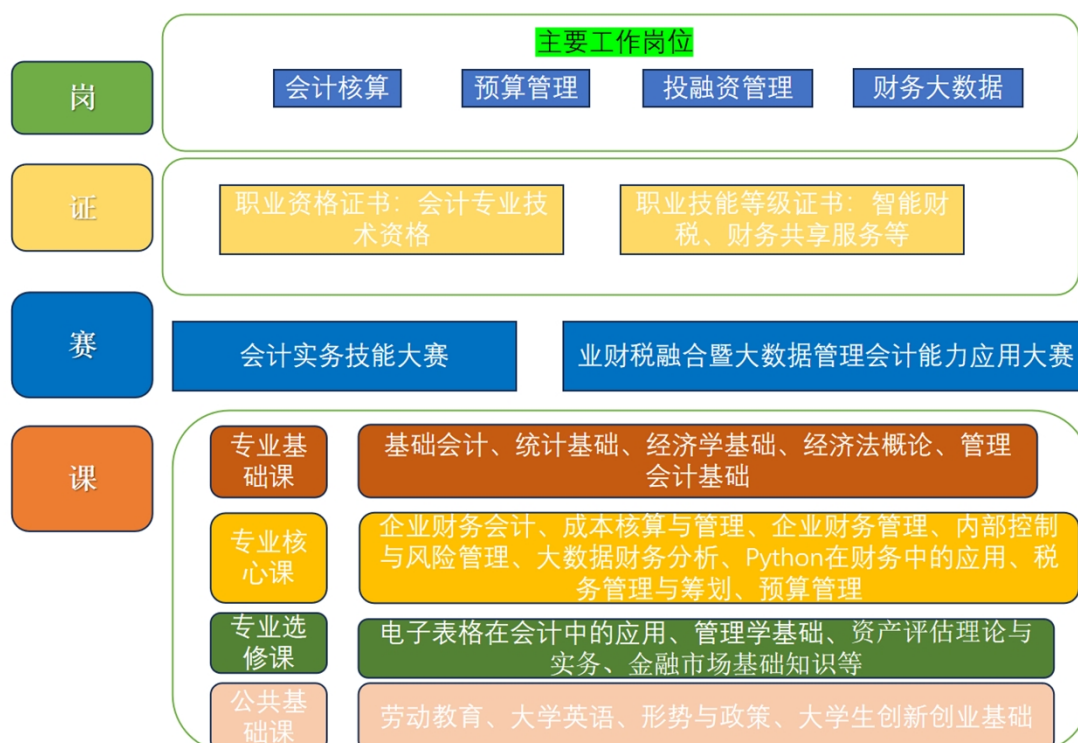 主要工作岗位
岗
会计核算
预算管理
投融资管理
财务大数据
证
职业资格证书：会计专业技
术资格
职业技能等级证书：智能财
税、财务共享服务等
赛
会计实务技能大赛
业财税融合暨大数据管理会计能力应用大赛
课
专业基
础课
基础会计、统计基础、经济学基础、经济法概论、管理
会计基础
专业核
心课
企业财务会计、成本核算与管理、企业财务管理、内部控制
与风险管理、大数据财务分析、Python在财务中的应用、税
务管理与筹划、预算管理
专业选
修课
电子表格在会计中的应用、管理学基础、资产评估理论与
实务、金融市场基础知识等
公共基
础课
劳动教育、大学英语、形势与政策、大学生创新创业基础